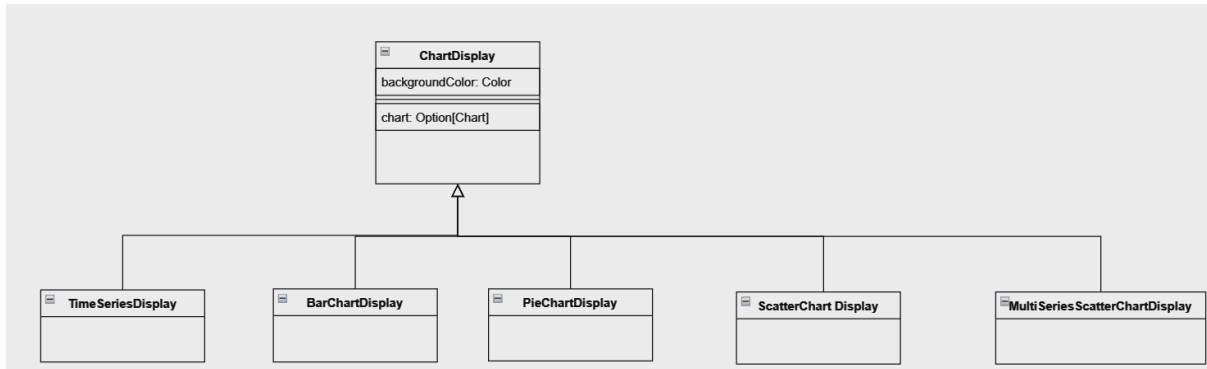 ChartDisplay
backgroundColor: Color
chart: Option[Chart]
TimeSeriesDisplay
BarChartDisplay
PieChartDisplay
ScatterChart Display
MultiSeriesScatterChartDisplay